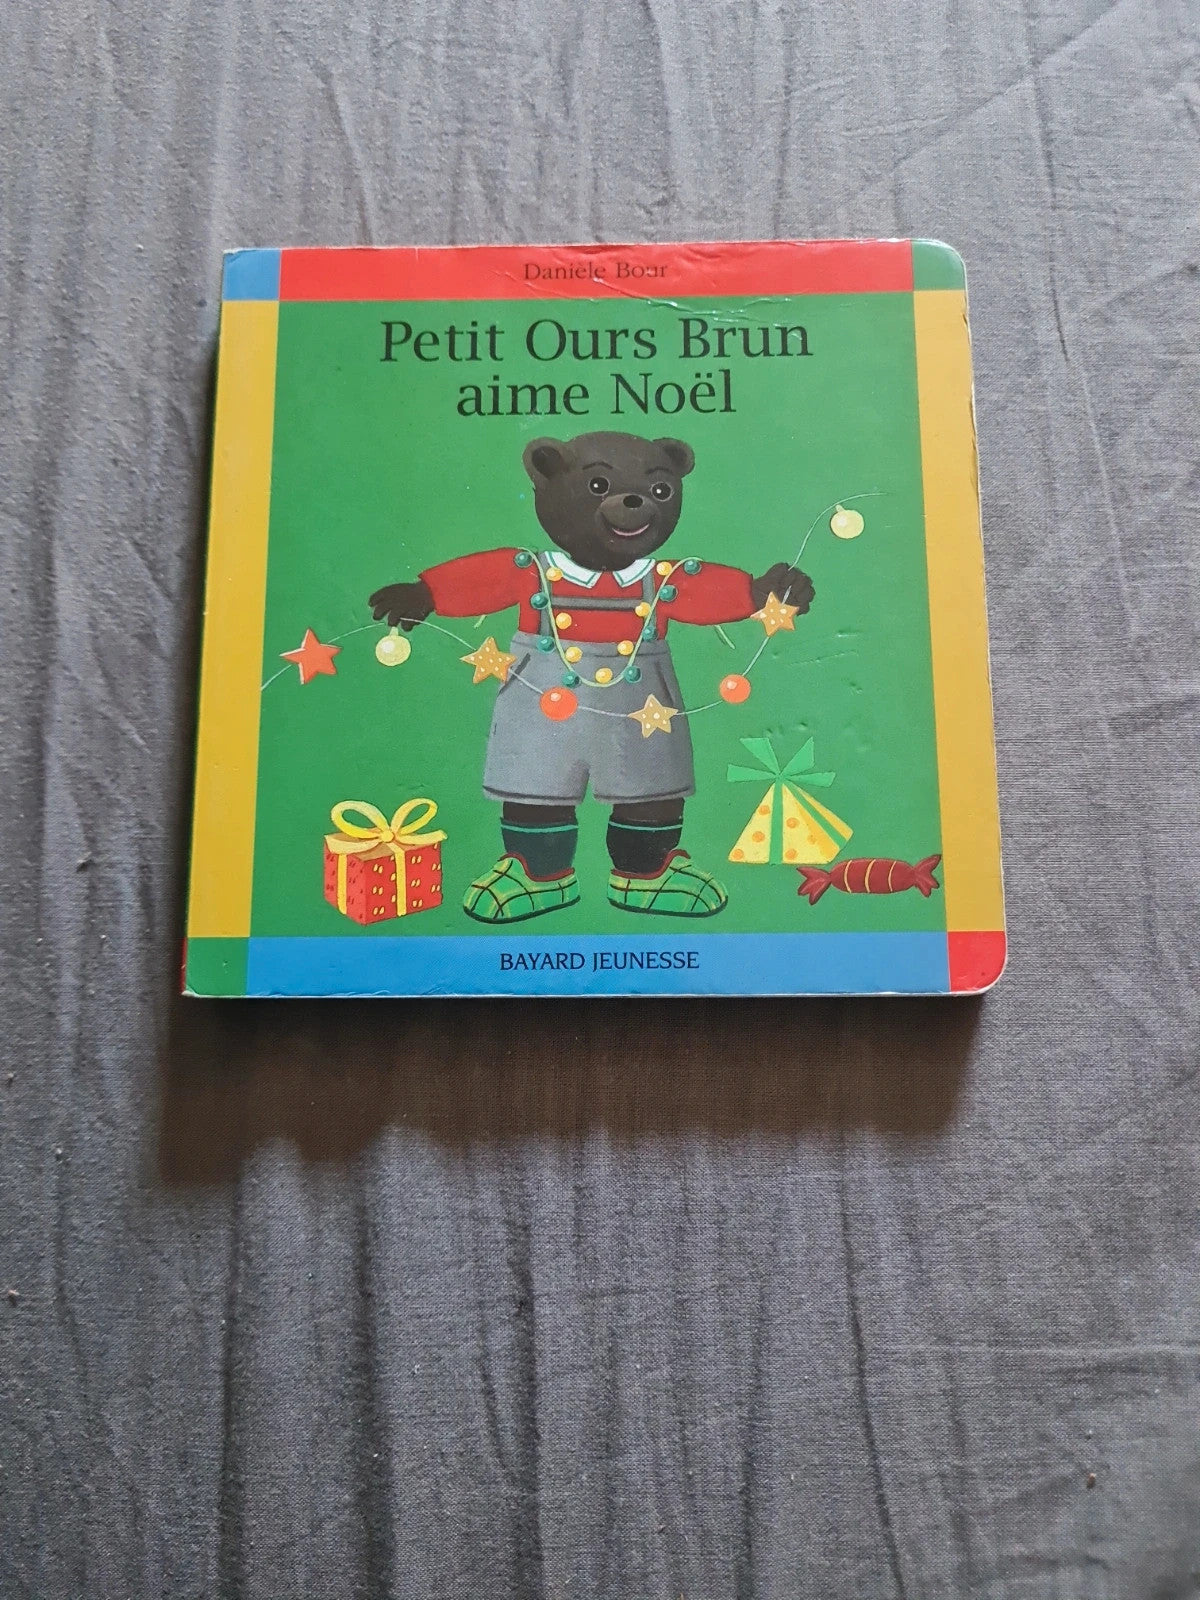 Danièle Bour
Petit Ours Brun
aime Noël
BAYARD JEUNESSE